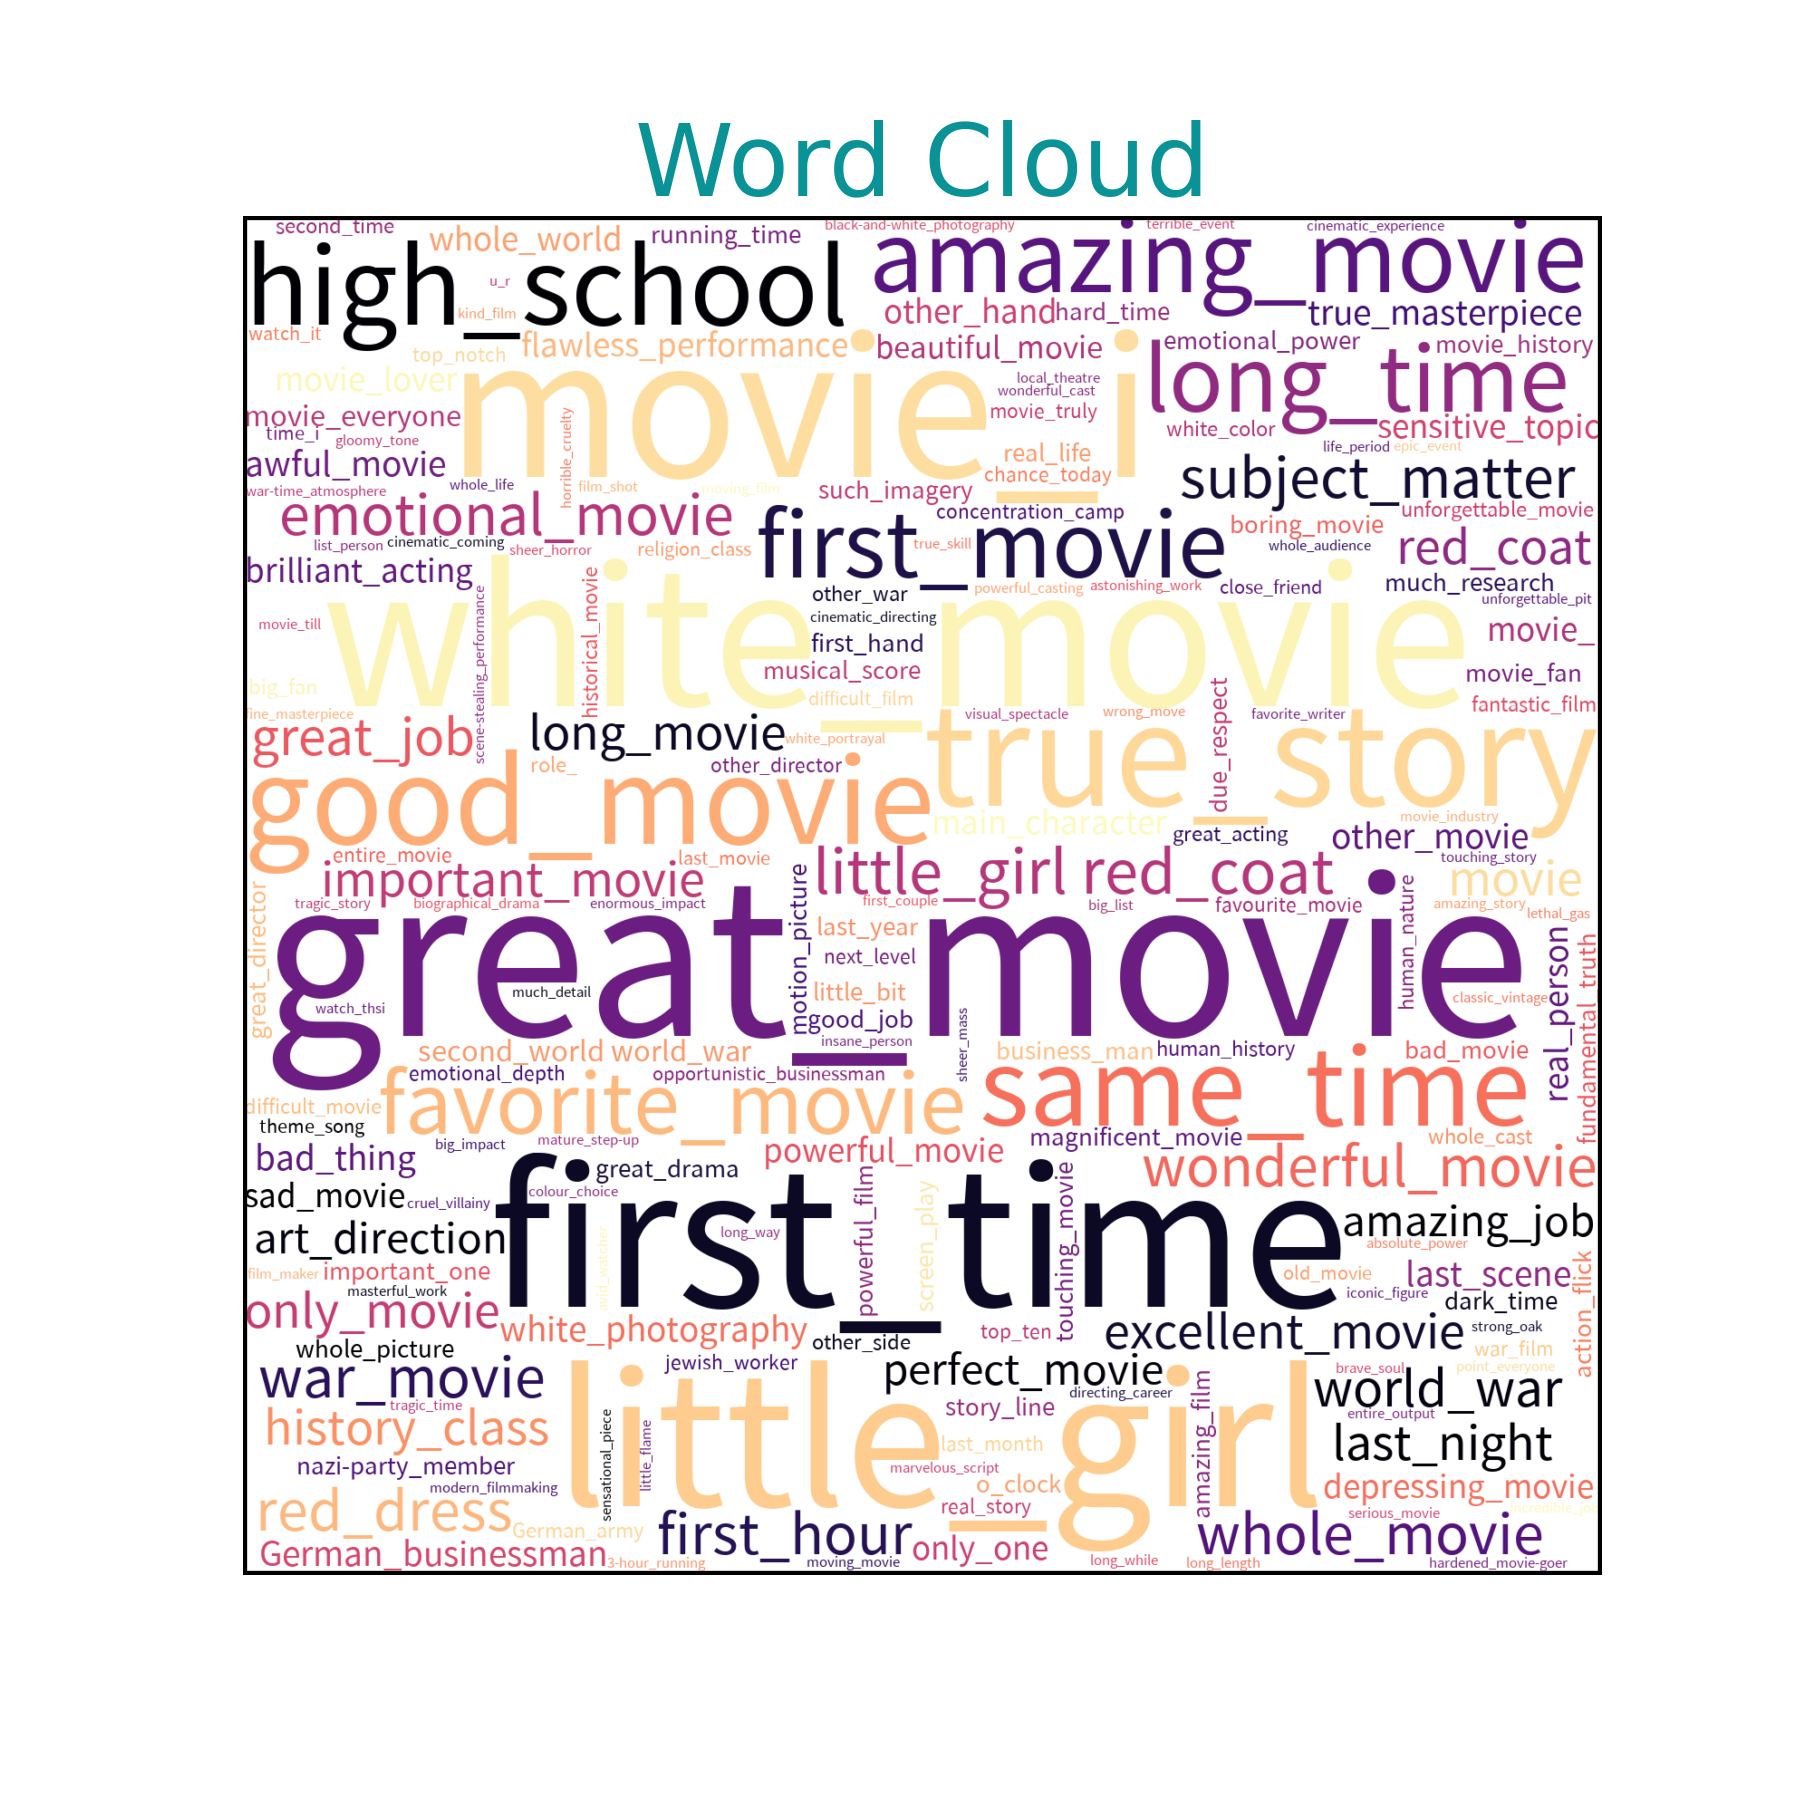 Word Cloud
second_time
whole_world
running_time
black-and-white_photography
terrible_event
cinematic_experience
high_school
amazing_movie
u_r
kind_film
other_hand
hard_time
true_masterpiece
watch_it
top_notch
flawless_performance
beautiful_movie
emotional_power
movie_history
movie_lover
movie_i
local_theatre
wonderful_cast
long_time
movie_everyone
movie_truly
time_i
gloomy_tone
horrible_cruelty
white_color
sensitive_topic
awful_movie
real_life
life_period
epic_event
chance_today
subject_matter
war-time_atmosphere
whole_life
film_shot
moving_film
such_imagery
emotional_movie
concentration_camp
unforgettable_movie
first_movie
boring_movie
list_person
cinematic_coming
sheer_horror
religion_class
true_skill
whole_audience
red_coat
brilliant_acting
white_movie
other_war
powerful_casting
astonishing_work
close_friend
much_research
unforgettable_pit
movie_till
scene-stealing_performance
historical_movie
cinematic_directing
first_hand
movie_
musical_score
movie_fan
big_fan
difficult_film
fantastic_film
fine_masterpiece
visual_spectacle
wrong_move
due_respect
favorite_writer
great_job
long_movie
white_portrayal
true_story
role_
other_director
good_movie
main_character
great_acting
movie_industry
other_movie
entire_movie
last_movie
touching_story
important_movie
little_girl red_coat
movie
great_director
tragic_story
biographical_drama
enormous_impact
motion_picture
first_couple
big_list
favourite_movie
human_nature
amazing_story
lethal_gas
great_movie
last_year
next_level
much_detail
little_bit
classic_vintage
real_person
fundamental_truth
watch_thsi
good_job
insane_person
sheer_mass
second_world world_war
business_man
human_history
bad_movie
emotional_depth
opportunistic_businessman
same_time
favorite_movie
difficult_movie
theme_song
big_impact
mature_step-up
powerful_movie
magnificent_movie
whole_cast
bad_thing
great_drama
wonderful_movie
sad_movie
cruel_villainy
colour_choice
first_time
powerful_film
screen_play
touching_movie
amazing_job
art_direction
avid_watcher
long_way
absolute_power
film_maker
important_one
old_movie
last_scene
action_flick
masterful_work
iconic_figure
dark_time
only_movie
white_photography
other_side
top_ten
excellent_movie
strong_oak
whole_picture
war_film
war_movie
jewish_worker
perfect_movie
brave_soul
point_everyone
directing_career
world_war
tragic_time
little_girl
story_line
amazing_film
entire_output
history_class
sensational_piece
little_flame
last_month
last_night
nazi-party_member
marvelous_script
modern_filmmaking
o_clock
depressing_movie
red_dress
real_story
serious_movie
incredible_job
German_army
first_hour
whole_movie
German_businessman
3-hour_running
moving_movie
only_one
long_while
long_length
hardened_movie-goer